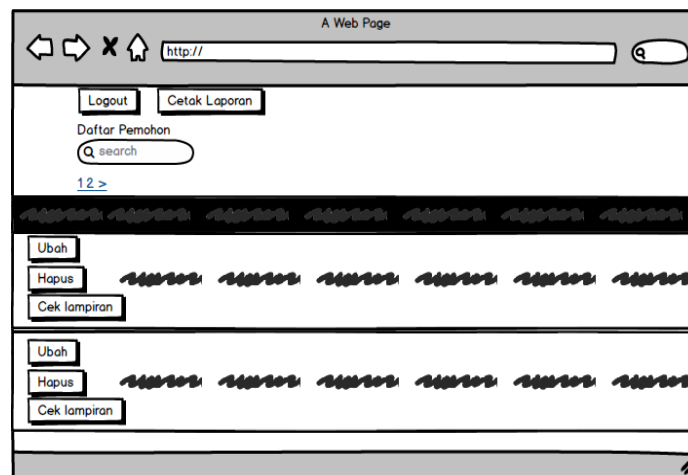 A Web Page
http://
Logout Cetak Laporan
Daftar Pemohon
search
1 2 >
Ubah
Hapus
Cek lampiran
Ubah
Hapus
Cek lampiran